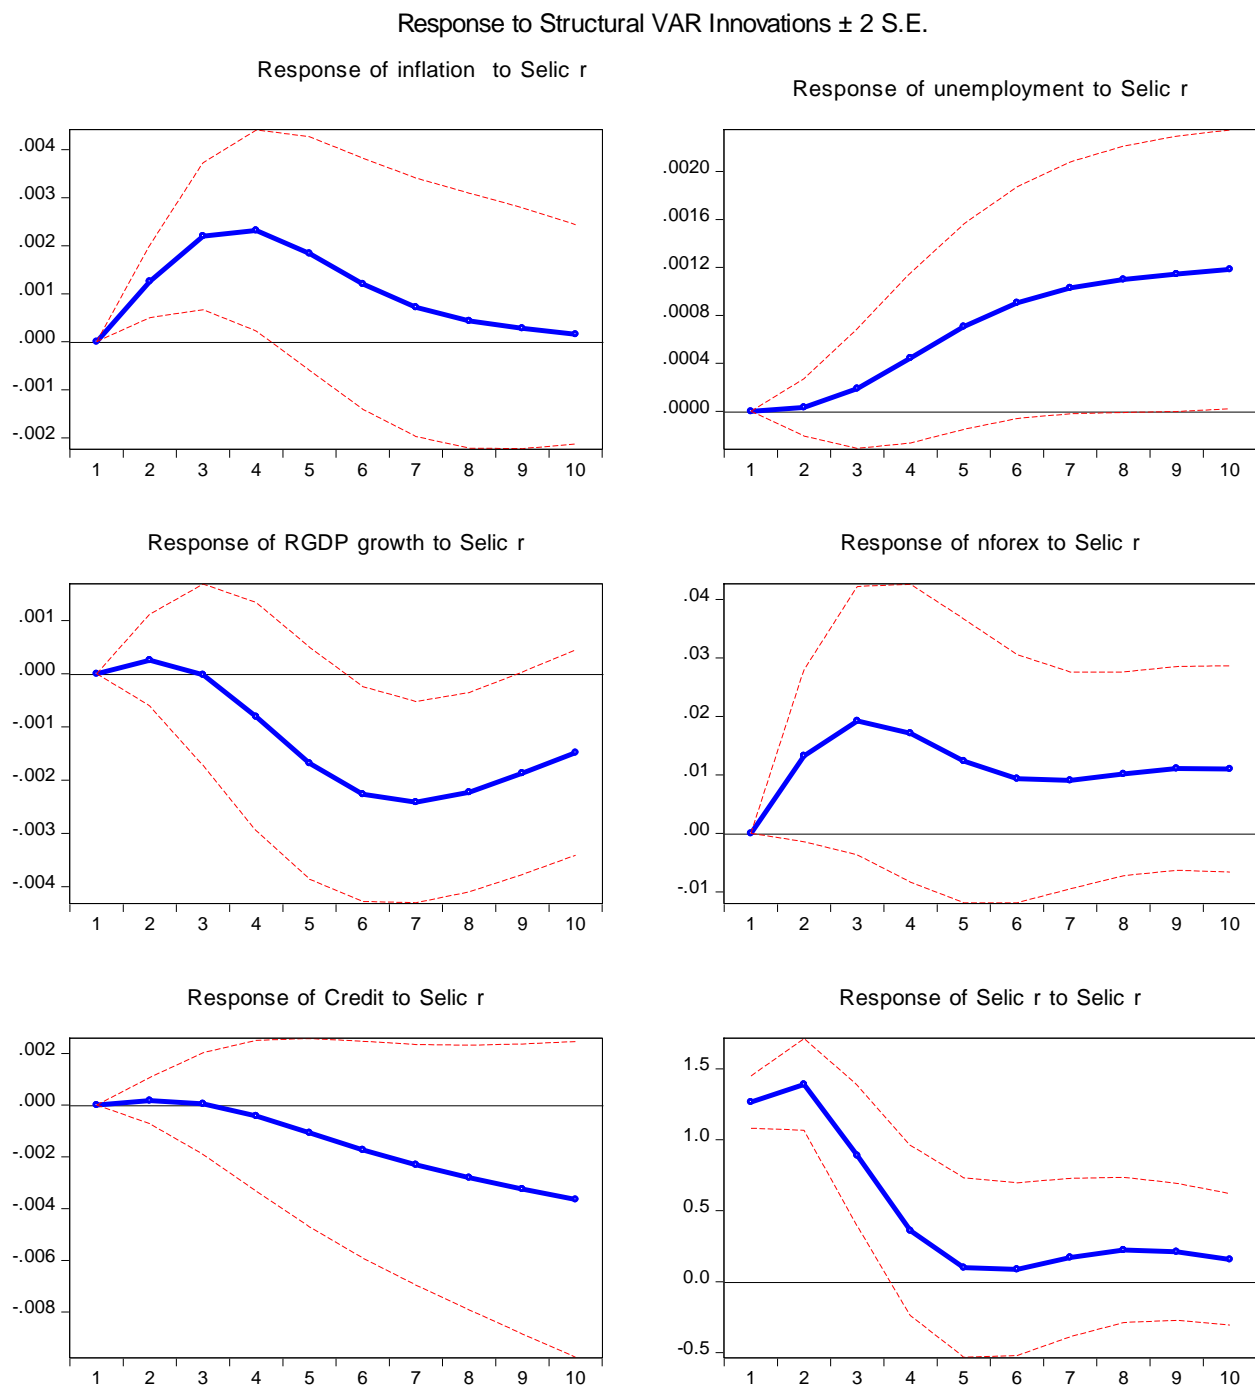 Response to Structural VAR Innovations ± 2 S.E.
Response of inflation to Selic r
.004
.003
.002
.001
.000
-.001
-.002
1 2 3 4 5 6 7 8 9 10
Response of unemployment to Selic r
.0020
.0016
.0012
.0008
.0004
.0000
1 2 3 4 5 6 7 8 9 10
Response of RGDP growth to Selic r
.001
.000
-.001
-.002
-.003
-.004
1 2 3 4 5 6 7 8 9 10
Response of nforex to Selic r
.04
.03
.02
.01
.00
-.01
1 2 3 4 5 6 7 8 9 10
Response of Credit to Selic r
.002
.000
-.002
-.004
-.006
-.008
1 2 3 4 5 6 7 8 9 10
Response of Selic r to Selic r
1.5
1.0
0.5
0.0
-0.5
1 2 3 4 5 6 7 8 9 10